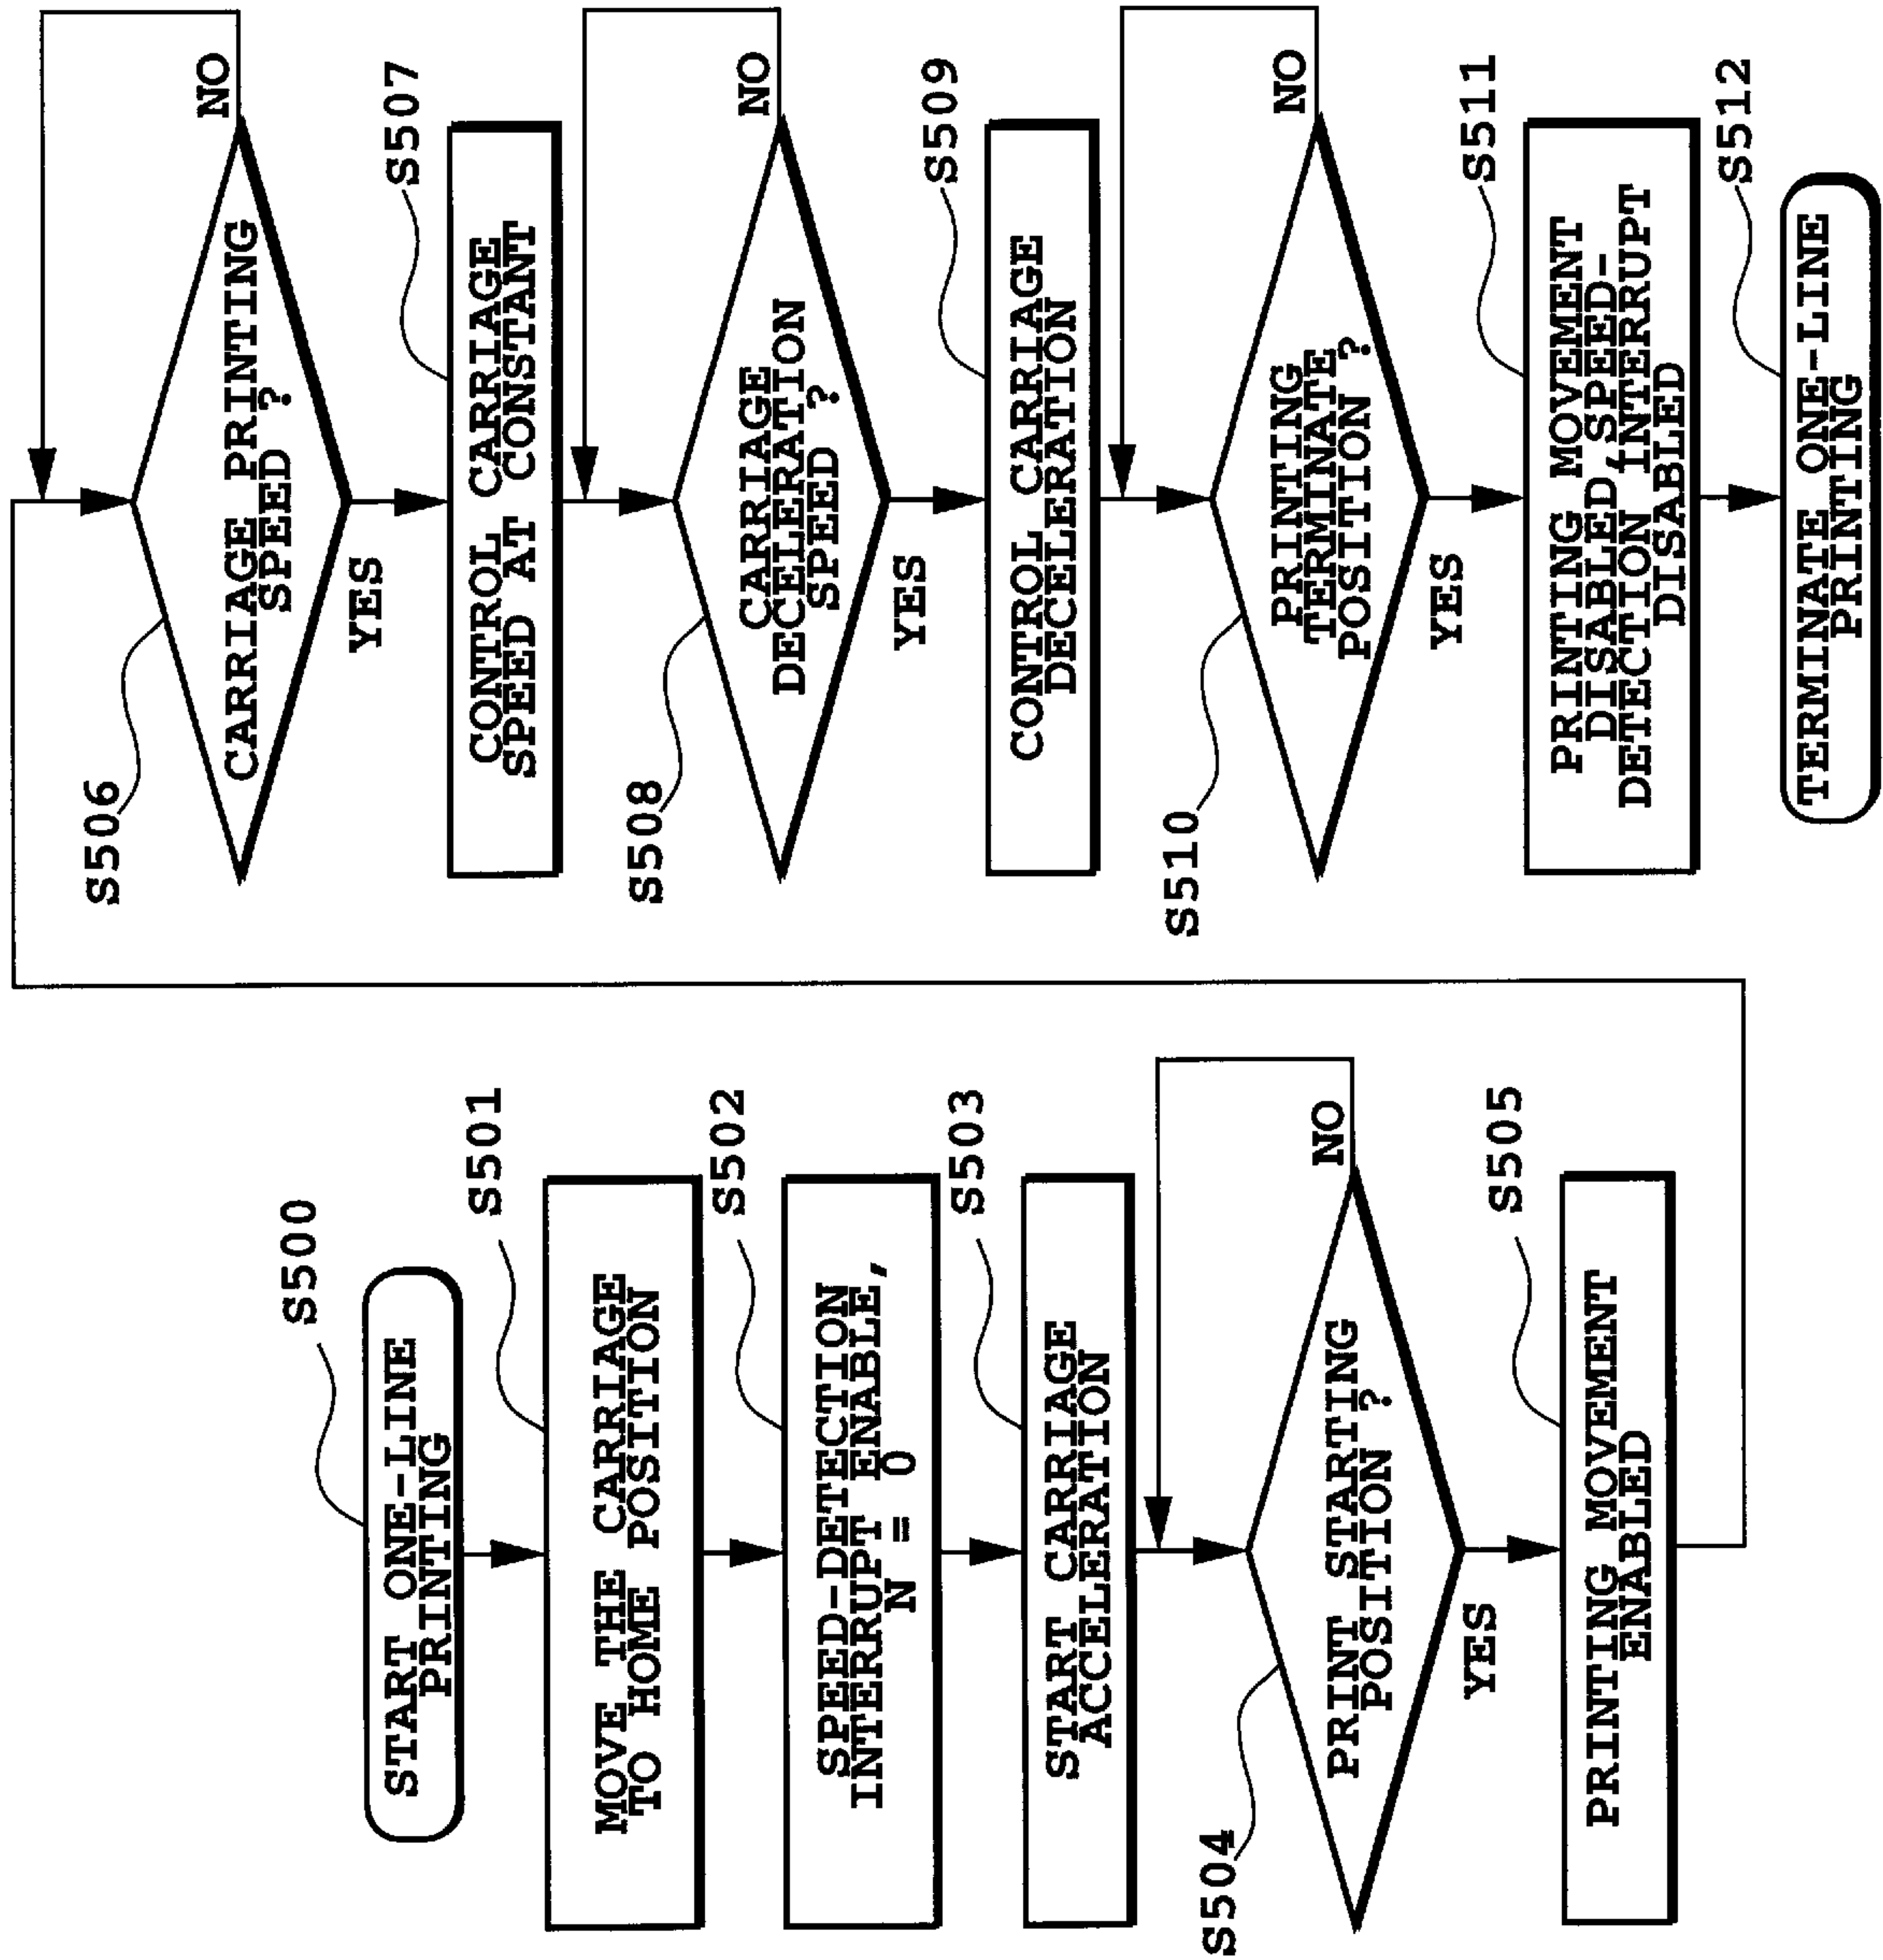 S500
START ONE-LINE
PRINTING
S501
MOVE THE CARRIAGE
TO HOME POSITION
S502
SPEED-DETECTION
INTERRUPT ENABLE,
N = 0
S503
START CARRIAGE
ACCELERATION
S504
PRINT STARTING
POSITION ?
NO
YES
S505
PRINTING MOVEMENT
ENABLED
S506
CARRIAGE PRINTING
SPEED ?
NO
YES
S507
CONTROL CARRIAGE
SPEED AT CONSTANT
S508
CARRIAGE
DECELERATION
SPEED ?
NO
YES
S509
CONTROL CARRIAGE
DECELERATION
S510
PRINTING
TERMINATE
POSITION ?
NO
YES
S511
PRINTING MOVEMENT
DISABLED,SPEED-
DETECTION INTERRUPT
DISABLED
S512
TERMINATE ONE-LINE
PRINTING